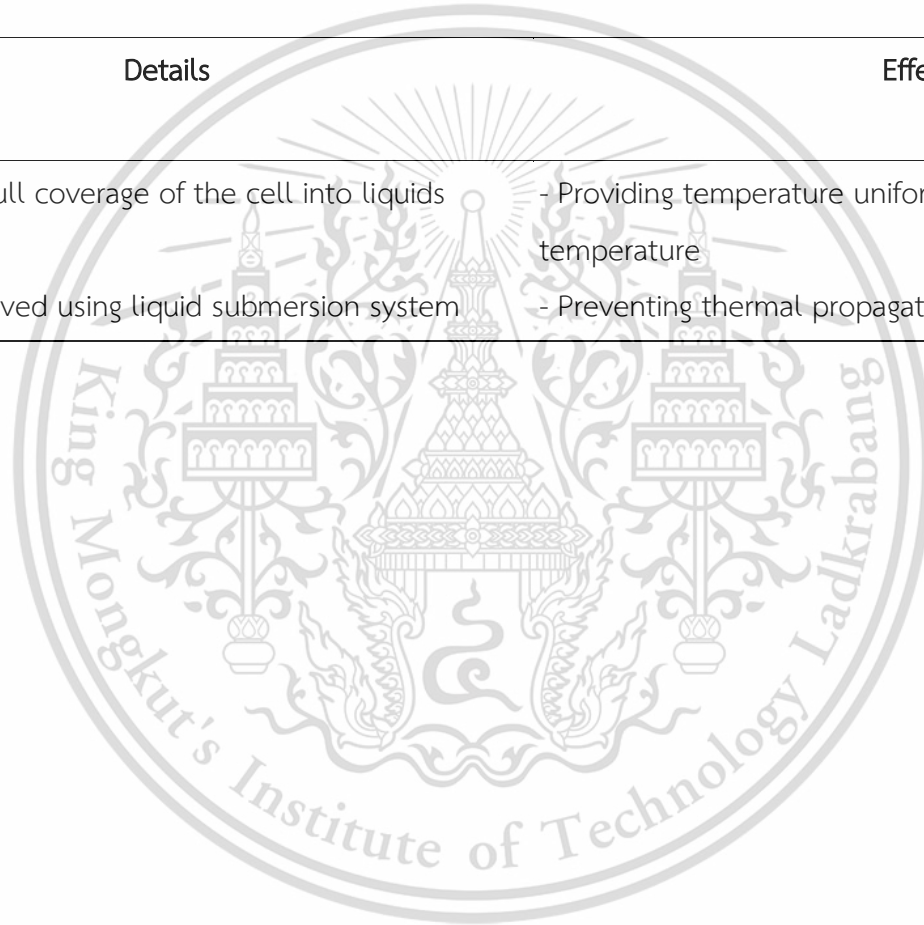 Details
ull coverage of the cell into liquids - Providing temperature unifor
temperature
ved using liquid submersion system - Preventing thermal propagat
King Mongkut's Institute of Technology Ladkrabang